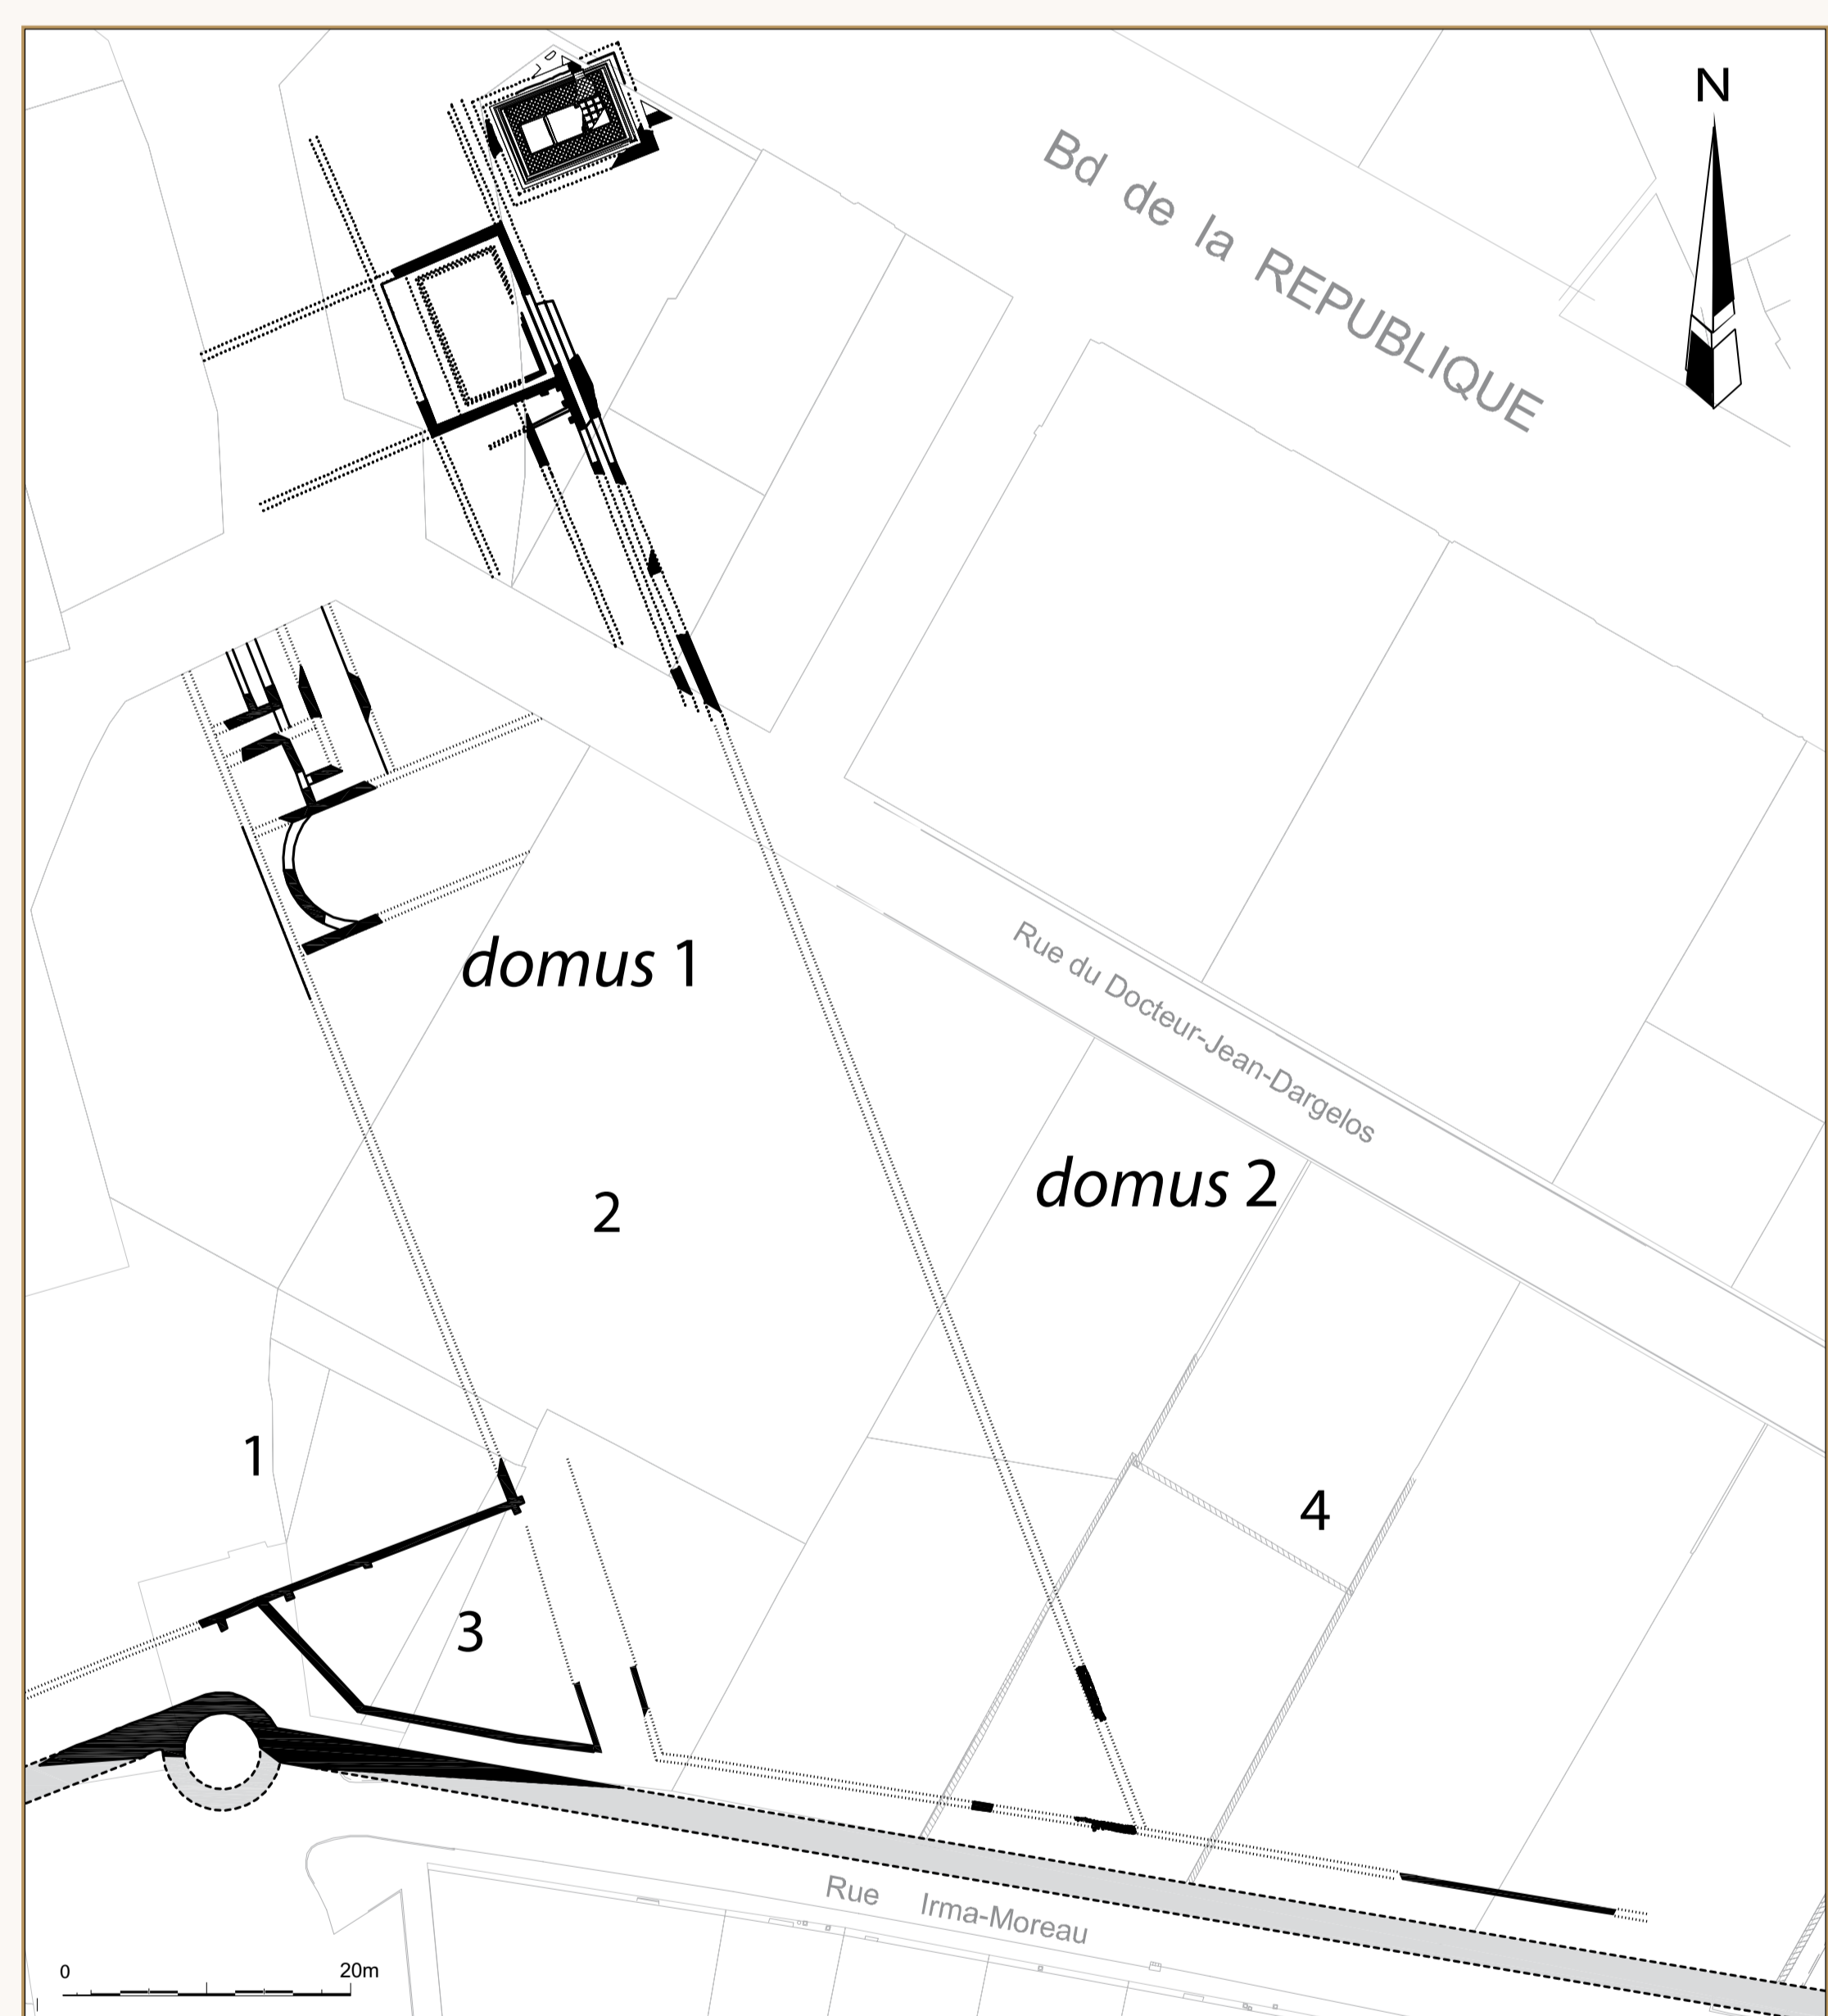 N
Bd de la REPUBLIQUE
domus 1
Rue du Docteur-Jean-Dargelos
domus 2
2
1
4
3
Rue Irma-Moreau
0 20m